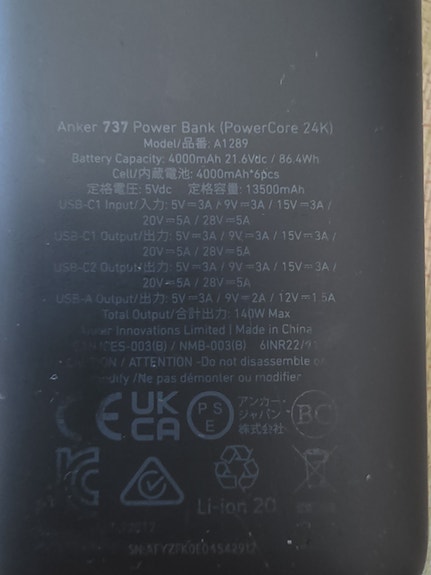 Anker 737 Power Bank (PowerCore 24K)
Model/品番: A1289
Battery Capacity: 4000mAh 21.6Vdc / 86.4Wh
Cell/内蔵電池: 4000mAh*6pcs
定格電圧: 5Vdc 定格容量: 13500mAh
USB-C1 Input/入力: 5V⎓3A / 9V⎓3A / 15V⎓3A /
20V⎓5A / 28V⎓5A
USB-C1 Output/出力: 5V⎓3A / 9V⎓3A / 15V⎓3A /
20V⎓5A / 28V⎓5A
USB-C2 Output/出力: 5V⎓3A / 9V⎓3A / 15V⎓3A /
20V⎓5A / 28V⎓5A
USB-A Output/出力: 5V⎓3A / 9V⎓2A / 12V⎓1.5A
Total Output/合計出力: 140W Max
Innovations Limited | Made in China
NMB-003(B)
/ ATTENTION -Do not disassemble or
modify /Ne pas démonter ou modifier
CE UK CA PSE アンカー・ジャパン株式会社 BC
Li-ion 20